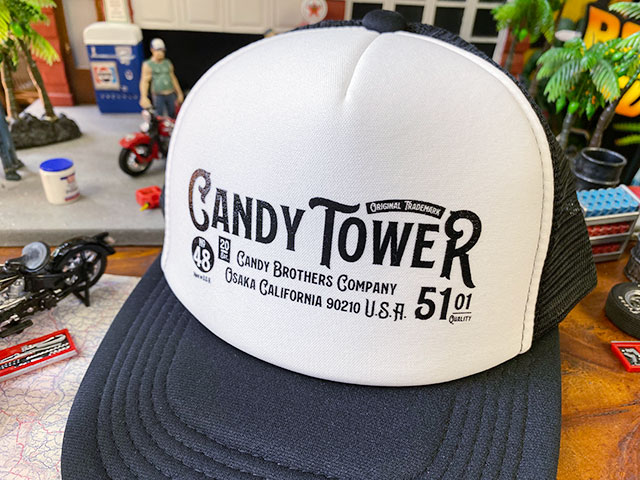 ORIGINAL TRADEMARK
CANDY TOWER
48
20
CANDY BROTHERS COMPANY
OSAKA CALIFORNIA 90210 U.S.A.
51 01
QUALITY